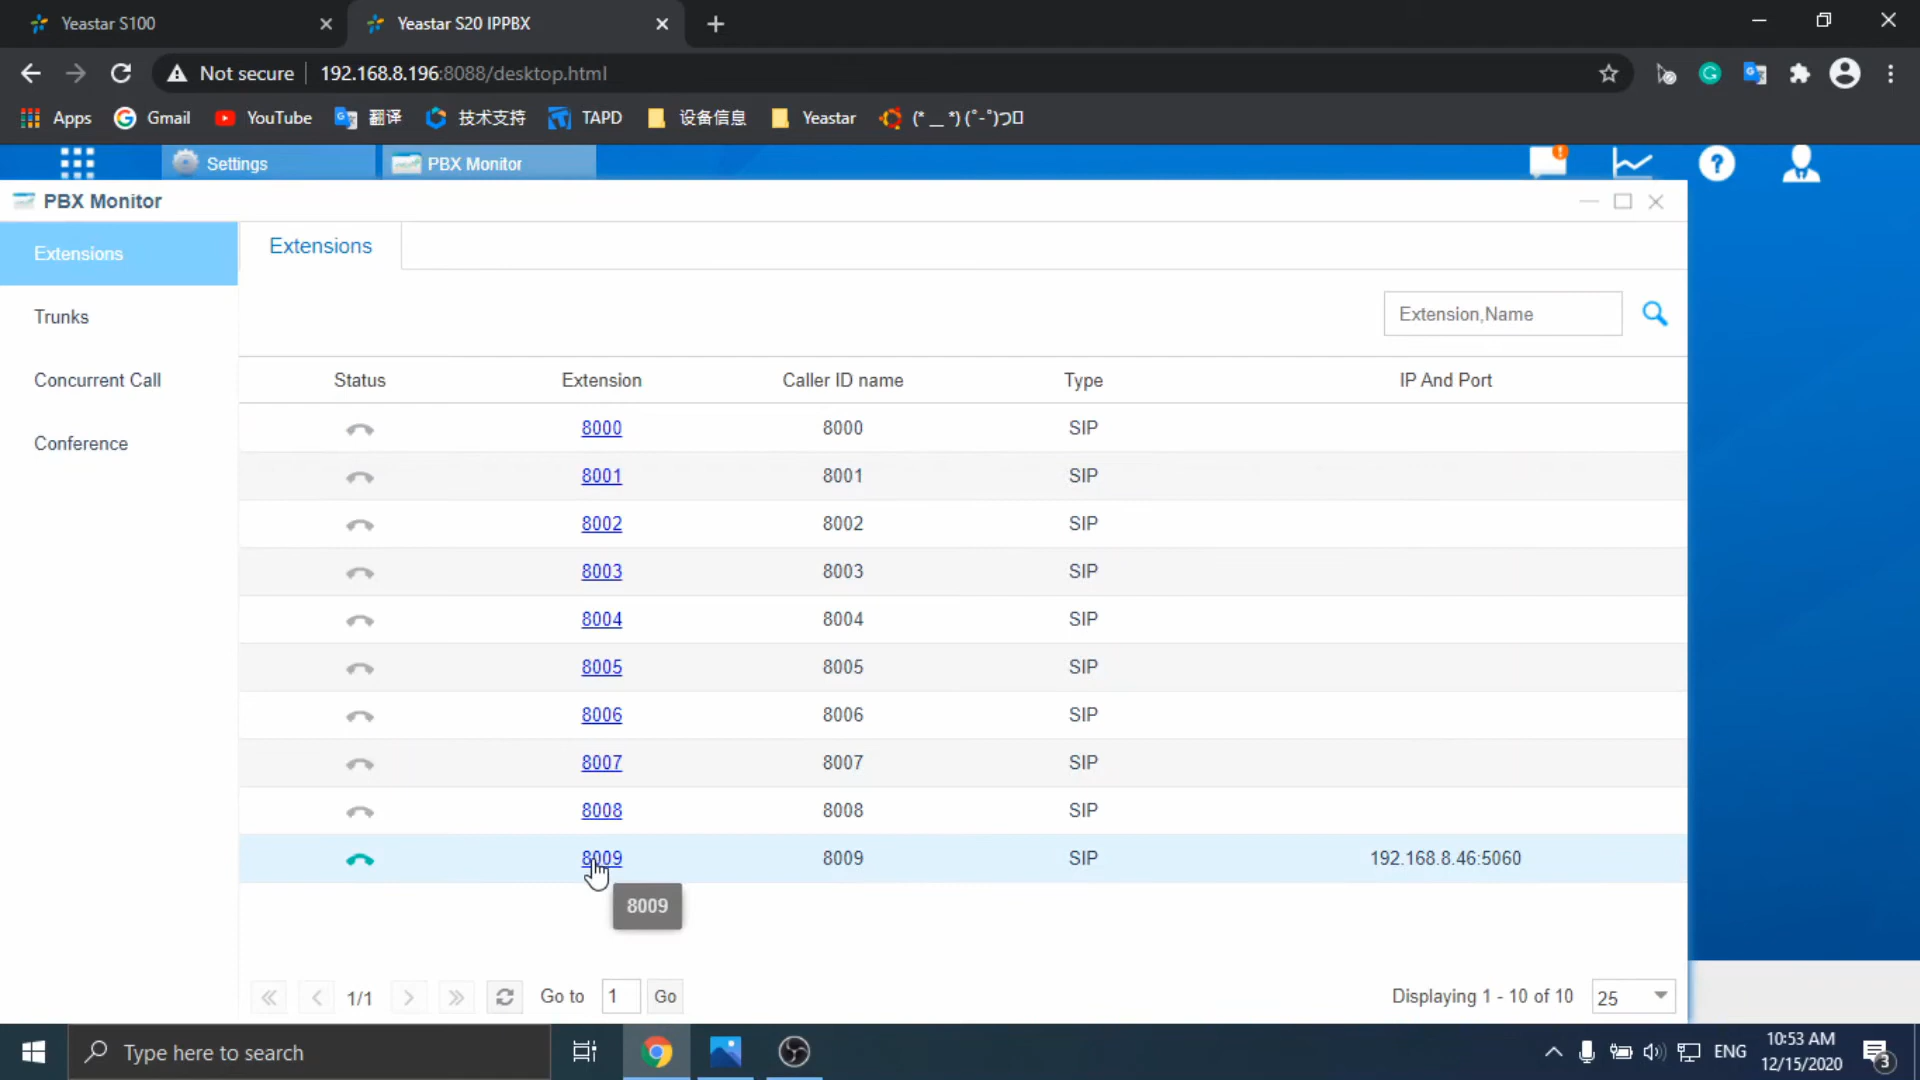 Yeastar S100
Yeastar S20 IPPBX
Not secure
192.168.8.196:8088/desktop.html
Apps
Gmail
YouTube
翻译
技术支持
TAPD
设备信息
Yeastar
Settings
PBX Monitor
PBX Monitor
Extensions
Trunks
Concurrent Call
Conference
Extensions
Extension,Name
Status Extension Caller ID name Type IP And Port
8000 8000 SIP
8001 8001 SIP
8002 8002 SIP
8003 8003 SIP
8004 8004 SIP
8005 8005 SIP
8006 8006 SIP
8007 8007 SIP
8008 8008 SIP
8009 8009 SIP 192.168.8.46:5060
8009
1/1 Go to 1 Go
Displaying 1 - 10 of 10 25
Type here to search
ENG
10:53 AM
12/15/2020
3